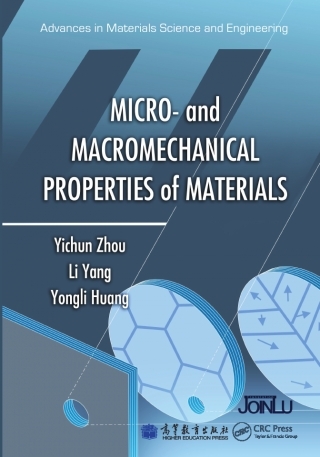 Advances in Materials Science and Engineering
MICRO- and
MACROMECHANICAL
PROPERTIES of MATERIALS
Yichun Zhou
Li Yang
Yongli Huang
JOINLU
高等教育出版社
HIGHER EDUCATION PRESS
CRC Press
Taylor & Francis Group